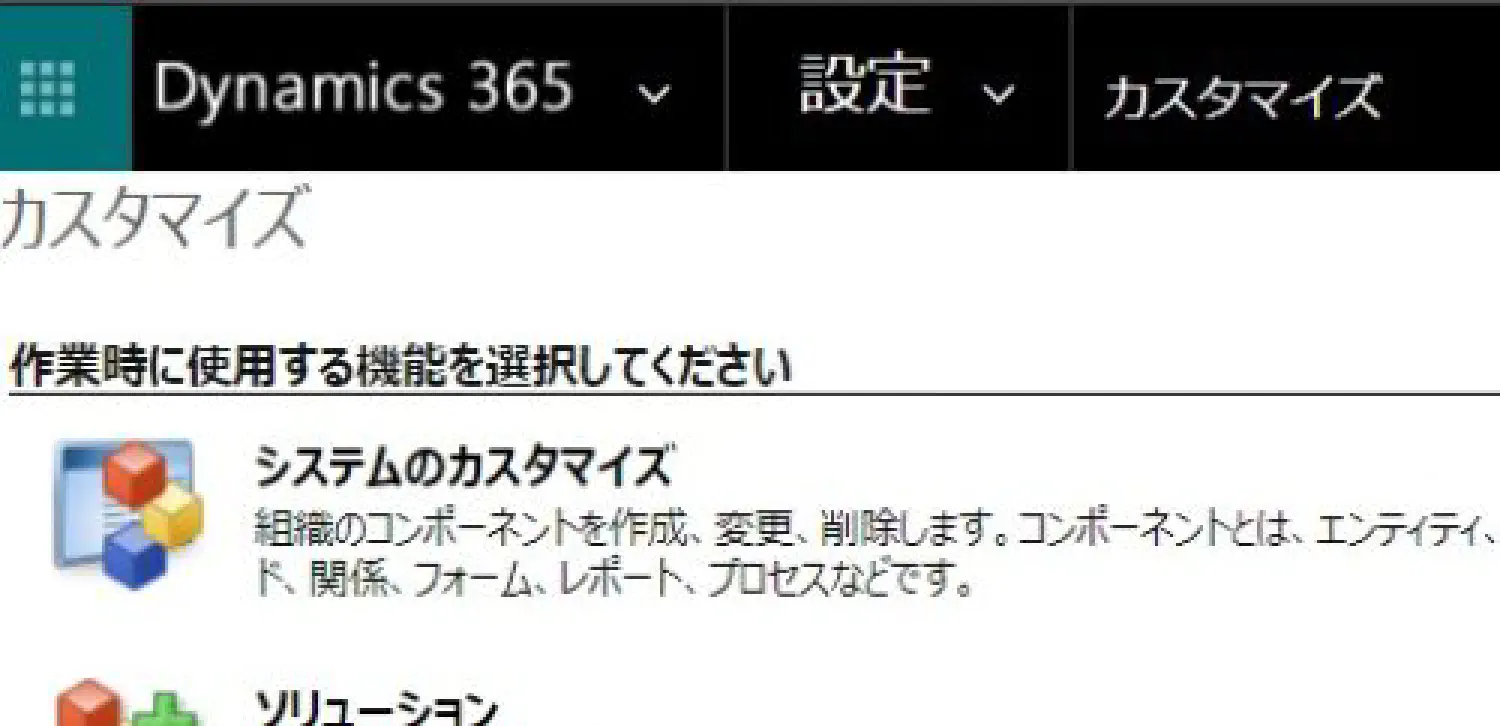 Dynamics 365 設定 カスタマイズ
カスタマイズ
作業時に使用する機能を選択してください
システムのカスタマイズ
組織のコンポーネントを作成、変更、削除します。コンポーネントとは、エンティティ、
ド、関係、フォーム、レポート、プロセスなどです。
ソリューション